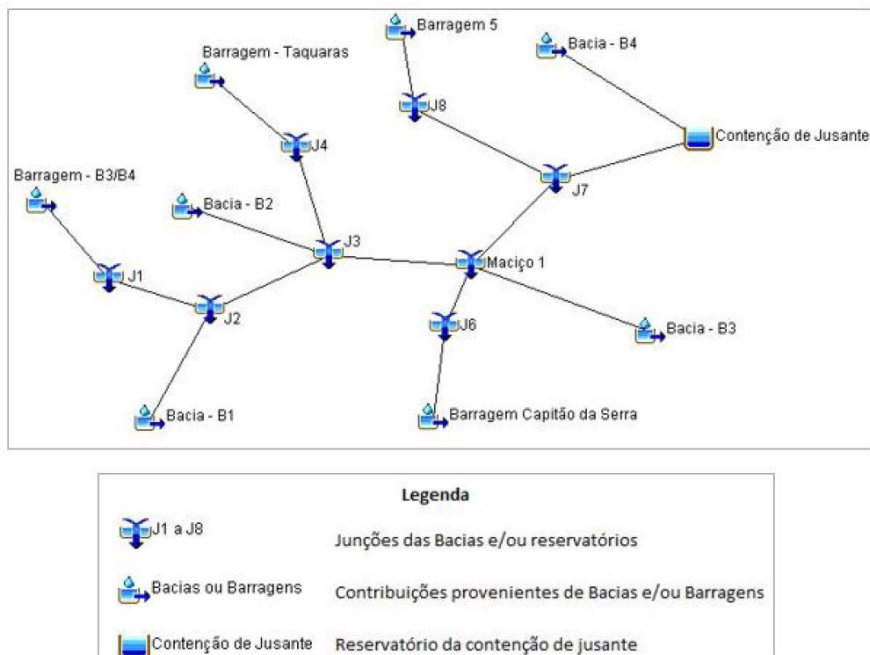 Barragem 5
Bacia - B4
Barragem - Taquaras
J8
Contenção de Jusante
J4
Barragem - B3/B4
J7
Bacia - B2
J3
Maciço 1
J1
J2
J6
Bacia - B3
Bacia - B1
Barragem Capitão da Serra
Legenda
J1 a J8
Junções das Bacias e/ou reservatórios
Bacias ou Barragens
Contribuições provenientes de Bacias e/ou Barragens
Contenção de Jusante
Reservatório da contenção de jusante